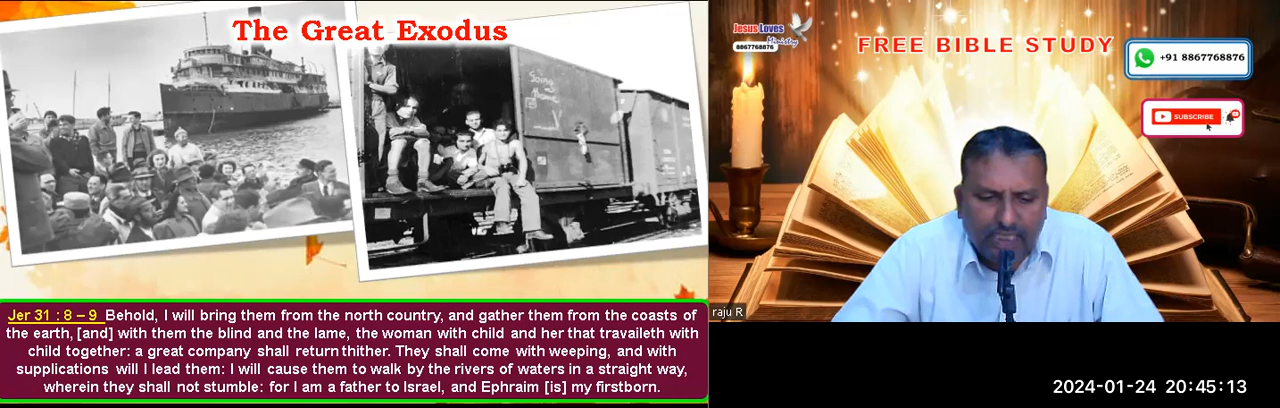 The Great Exodus
Going
Home
Jer 31 : 8 – 9 Behold, I will bring them from the north country, and gather them from the coasts of
the earth, [and] with them the blind and the lame, the woman with child and her that travaileth with
child together: a great company shall return thither. They shall come with weeping, and with
supplications will I lead them: I will cause them to walk by the rivers of waters in a straight way,
wherein they shall not stumble: for I am a father to Israel, and Ephraim [is] my firstborn.
Jesus Loves
Ministry
8867768876
FREE BIBLE STUDY
+91 8867768876
SUBSCRIBE
raju R
2024-01-24 20:45:13